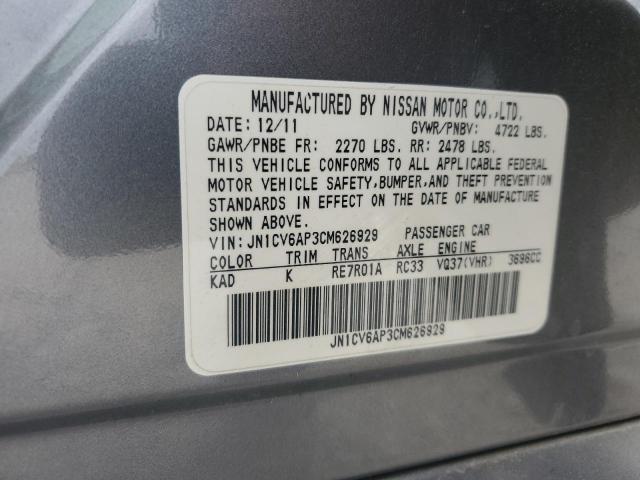 MANUFACTURED BY NISSAN MOTOR CO.,LTD.
DATE: 12/11 GVWR/PNBV: 4722 LBS.
GAWR/PNBE FR: 2270 LBS. RR: 2478 LBS.
THIS VEHICLE CONFORMS TO ALL APPLICABLE FEDERAL
MOTOR VEHICLE SAFETY,BUMPER,AND THEFT PREVENTION
STANDARDS IN EFFECT ON THE DATE OF MANUFACTURE
SHOWN ABOVE.
VIN: JN1CV6AP3CM626929 PASSENGER CAR
COLOR TRIM TRANS AXLE ENGINE
KAD K RE7R01A RC33 VQ37(VHR) 3696CC
JN1CV6AP3CM626929